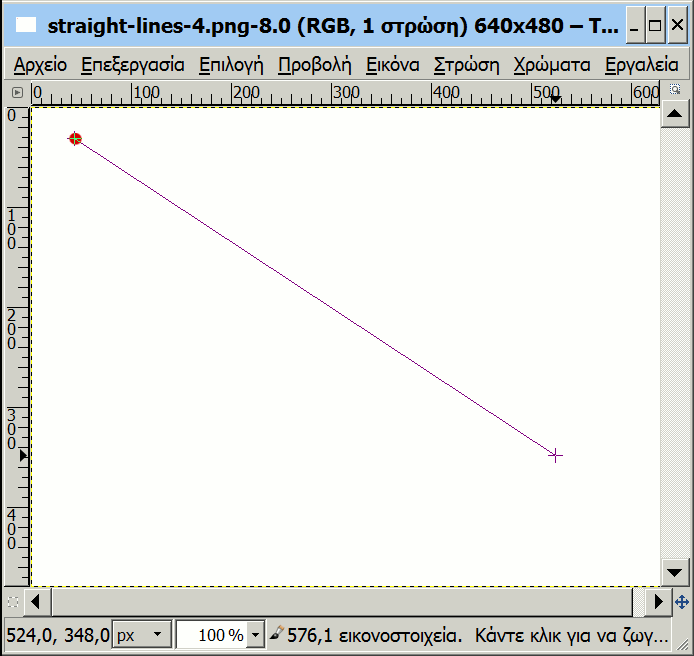 straight-lines-4.png-8.0 (RGB, 1 στρώση) 640x480 – T...
Αρχείο Επεξεργασία Επιλογή Προβολή Εικόνα Στρώση Χρώματα Εργαλεία
0 100 200 300 400 500 600
0
100
200
300
400
524,0, 348,0 px 100 % 576,1 εικονοστοιχεία. Κάντε κλικ για να ζωγ...